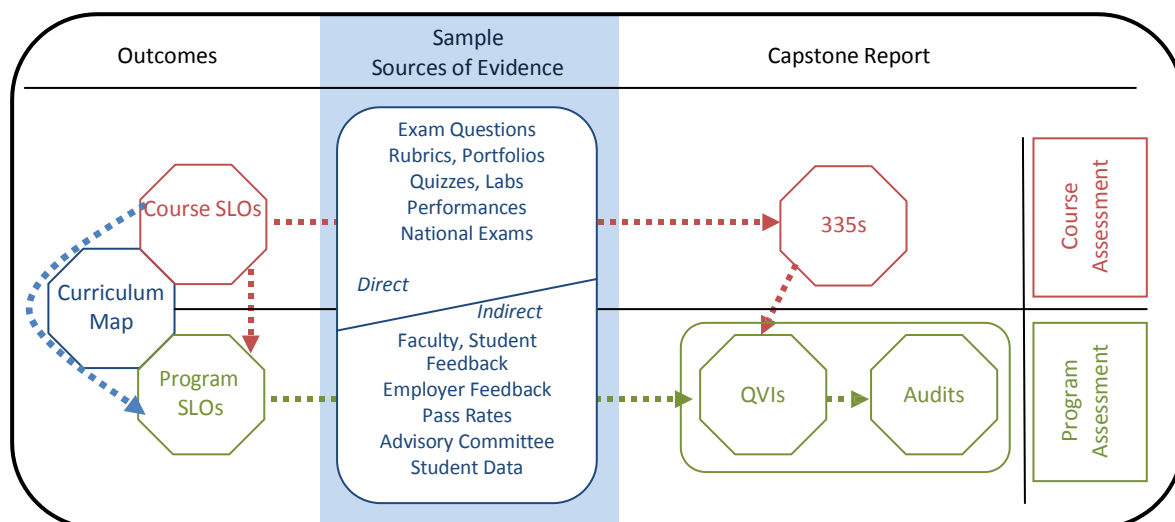 Outcomes
Sample
Sources of Evidence
Capstone Report
Exam Questions
Rubrics, Portfolios
Quizzes, Labs
Performances
National Exams
Direct
Indirect
Faculty, Student
Feedback
Employer Feedback
Pass Rates
Advisory Committee
Student Data
Course SLOs
Curriculum
Map
Program
SLOs
335s
QVIs
Audits
Course
Assessment
Program
Assessment